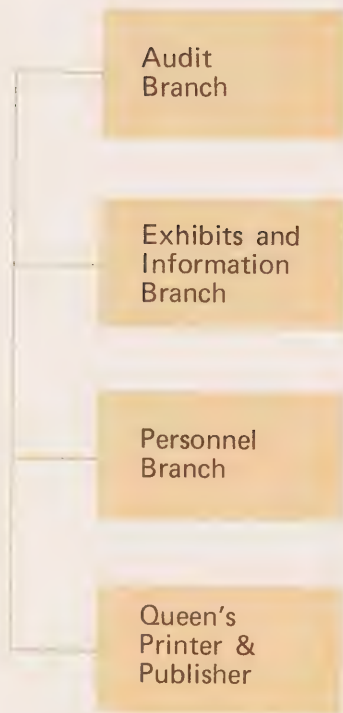 Audit
Branch
Exhibits and
Information
Branch
Personnel
Branch
Queen's
Printer &
Publisher